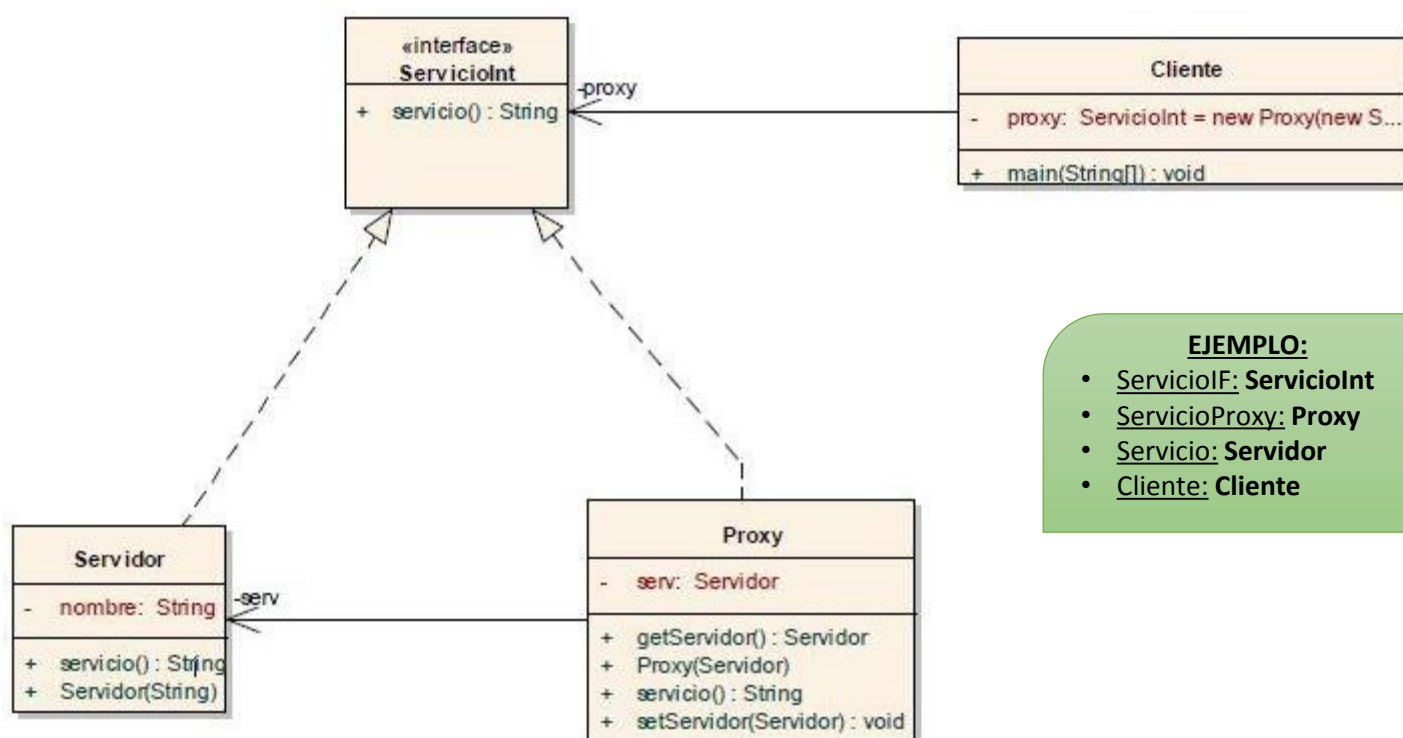 «interface»
ServicioInt
+ servicio() : String
-proxy
Cliente
- proxy: ServicioInt = new Proxy(new S...
+ main(String[]) : void
EJEMPLO:
• ServicioIF: ServicioInt
• ServicioProxy: Proxy
• Servicio: Servidor
• Cliente: Cliente
Servidor
- nombre: String
+ servicio() : String
+ Servidor(String)
-serv
Proxy
- serv: Servidor
+ getServidor() : Servidor
+ Proxy(Servidor)
+ servicio() : String
+ setServidor(Servidor) : void